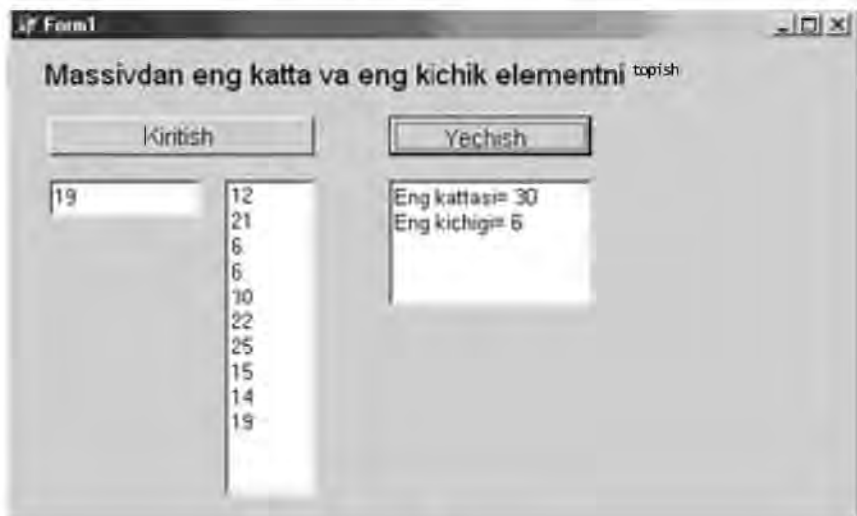 Form1
Massivdan eng katta va eng kichik elementni topish
Kiritish
Yechish
19
12
21
6
6
30
22
25
15
14
19
Eng kattasi= 30
Eng kichigi= 6